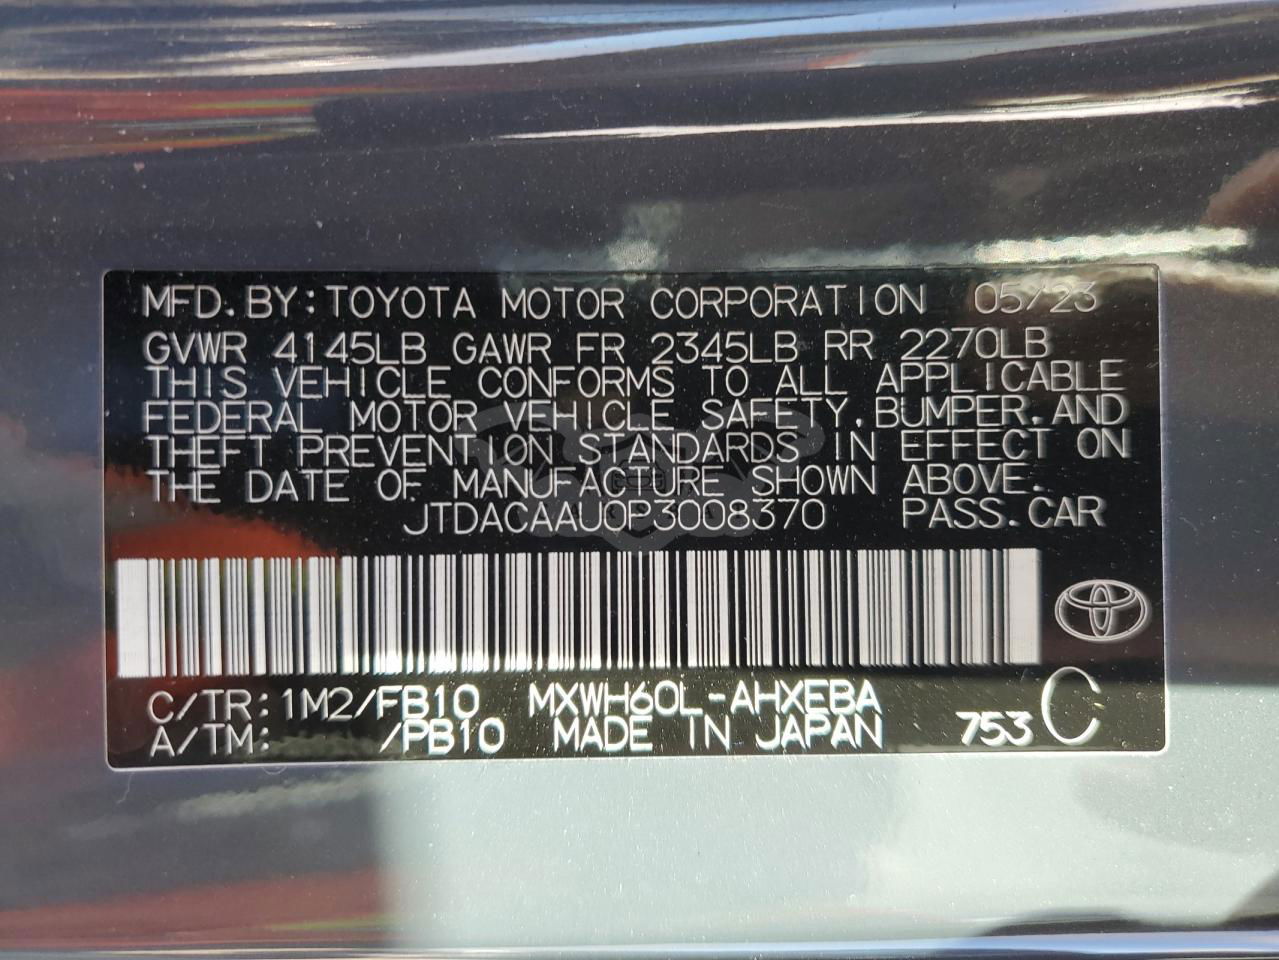 MFD.BY:TOYOTA MOTOR CORPORATION 05/23
GVWR 4145LB GAWR FR 2345LB RR 2270LB
THIS VEHICLE CONFORMS TO ALL APPLICABLE
FEDERAL MOTOR VEHICLE SAFETY,BUMPER,AND
THEFT PREVENTION STANDARDS IN EFFECT ON
THE DATE OF MANUFACTURE SHOWN ABOVE.
JTDACAAU0P3008370 PASS.CAR
C/TR:1M2/FB10 MXWH60L-AHXEBA
A/TM: /PB10 MADE IN JAPAN 753 C